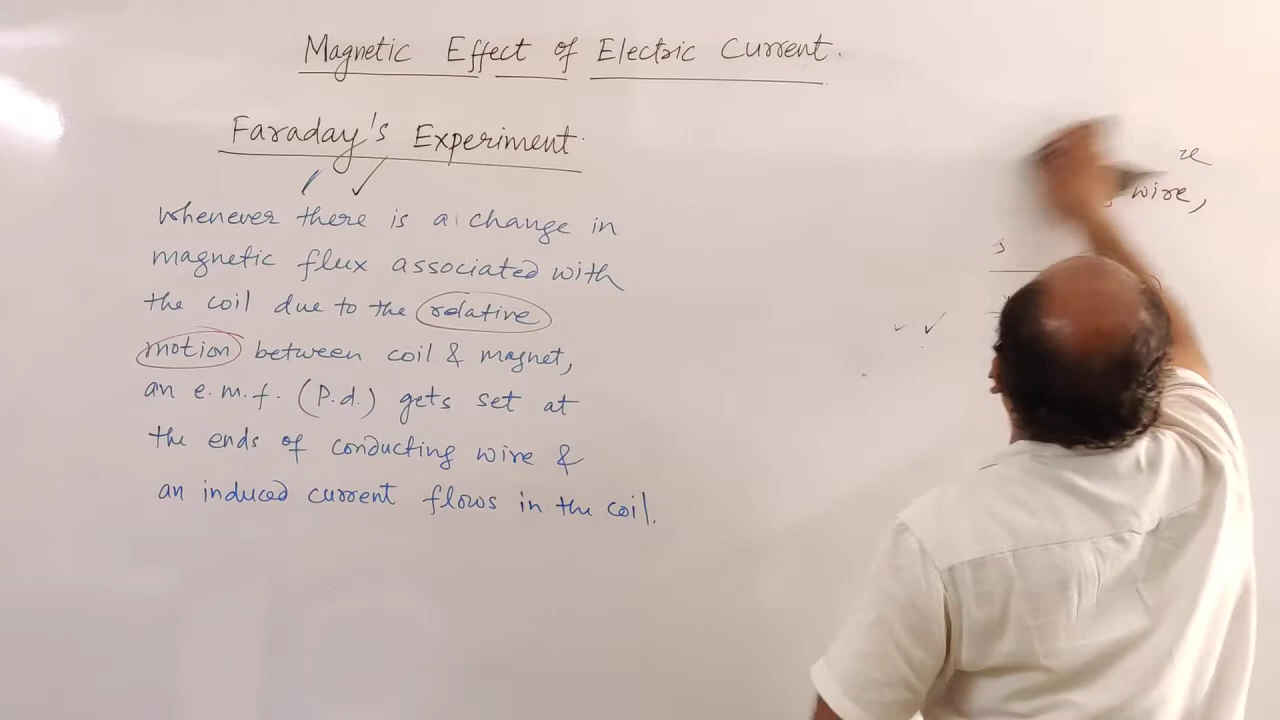 Magnetic Effect of Electric Current.
Faraday's Experiment.
Whenever there is a change in
magnetic flux associated with
the coil due to the relative
motion between coil & magnet,
an e.m.f. (P.d.) gets set at
the ends of conducting wire &
an induced current flows in the coil.
wire,